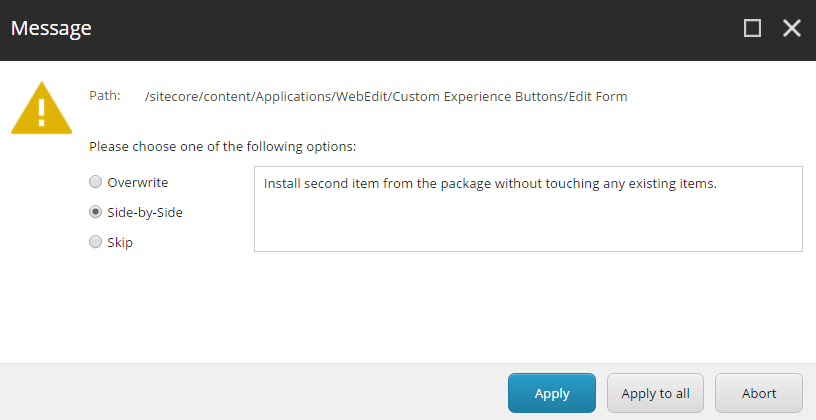 Message
Path: /sitecore/content/Applications/WebEdit/Custom Experience Buttons/Edit Form
Please choose one of the following options:
Overwrite
Install second item from the package without touching any existing items.
Side-by-Side
Skip
Apply
Apply to all
Abort